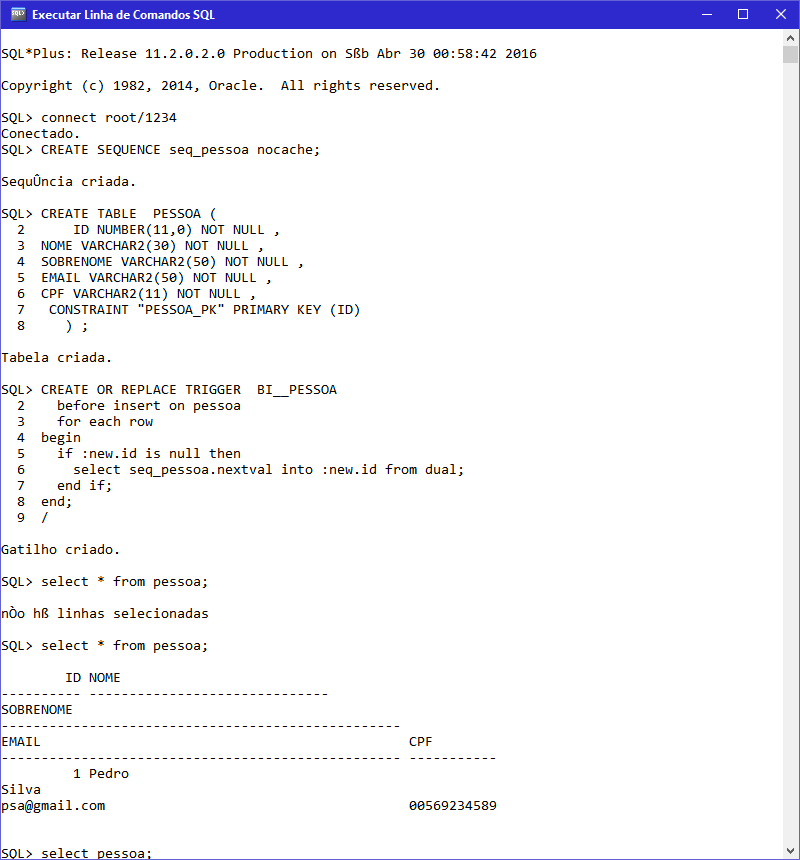 Executar Linha de Comandos SQL
SQL*Plus: Release 11.2.0.2.0 Production on Sßb Abr 30 00:58:42 2016
Copyright (c) 1982, 2014, Oracle.  All rights reserved.
SQL> connect root/1234
Conectado.
SQL> CREATE SEQUENCE seq_pessoa nocache;
SequÛncia criada.
SQL> CREATE TABLE  PESSOA (
  2      ID NUMBER(11,0) NOT NULL ,
  3  NOME VARCHAR2(30) NOT NULL ,
  4  SOBRENOME VARCHAR2(50) NOT NULL ,
  5  EMAIL VARCHAR2(50) NOT NULL ,
  6  CPF VARCHAR2(11) NOT NULL ,
  7   CONSTRAINT "PESSOA_PK" PRIMARY KEY (ID)
  8     ) ;
Tabela criada.
SQL> CREATE OR REPLACE TRIGGER  BI__PESSOA
  2    before insert on pessoa
  3    for each row
  4  begin
  5    if :new.id is null then
  6      select seq_pessoa.nextval into :new.id from dual;
  7    end if;
  8  end;
  9  /
Gatilho criado.
SQL> select * from pessoa;
nÒo hß linhas selecionadas
SQL> select * from pessoa;
        ID NOME
---------- ------------------------------
SOBRENOME
--------------------------------------------------
EMAIL                                              CPF
-------------------------------------------------- -----------
         1 Pedro
Silva
psa@gmail.com                                      00569234589
SQL> select pessoa;